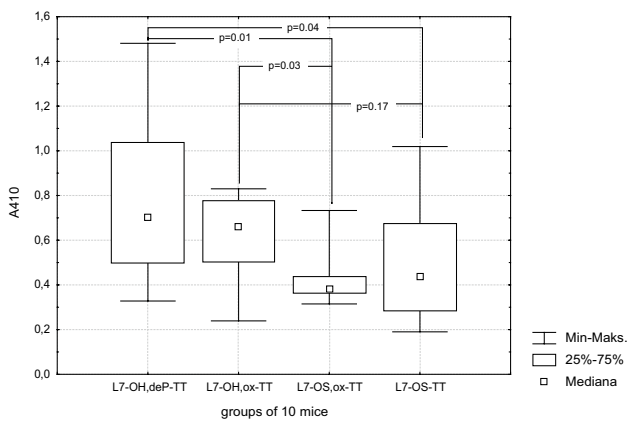 1,6
1,4
1,2
1,0
0,8
0,6
0,4
0,2
0,0
A410
p=0.04
p=0.01
p=0.03
p=0.17
L7-OH,deP-TT
L7-OH,ox-TT
L7-OS,ox-TT
L7-OS-TT
groups of 10 mice
Min-Maks.
25%-75%
Mediana